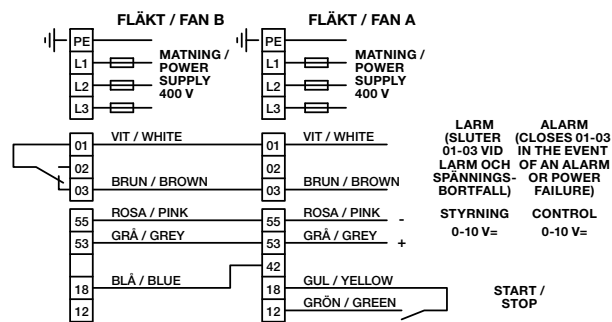 FLÄKT / FAN B
FLÄKT / FAN A
PE
L1
L2
L3
MATNING /
POWER
SUPPLY
400 V
PE
L1
L2
L3
MATNING /
POWER
SUPPLY
400 V
01
02
03
VIT / WHITE
BRUN / BROWN
01
02
03
VIT / WHITE
BRUN / BROWN
LARM
(SLUTER
01-03 VID
LARM OCH
SPÄNNINGS-
BORTFALL)
ALARM
(CLOSES 01-03
IN THE EVENT
OF AN ALARM
OR POWER
FAILURE)
55
53
18
12
ROSA / PINK
GRÅ / GREY
BLÅ / BLUE
55
53
42
18
12
ROSA / PINK -
GRÅ / GREY +
GUL / YELLOW
GRÖN / GREEN
STYRNING
0-10 V=
CONTROL
0-10 V=
START /
STOP